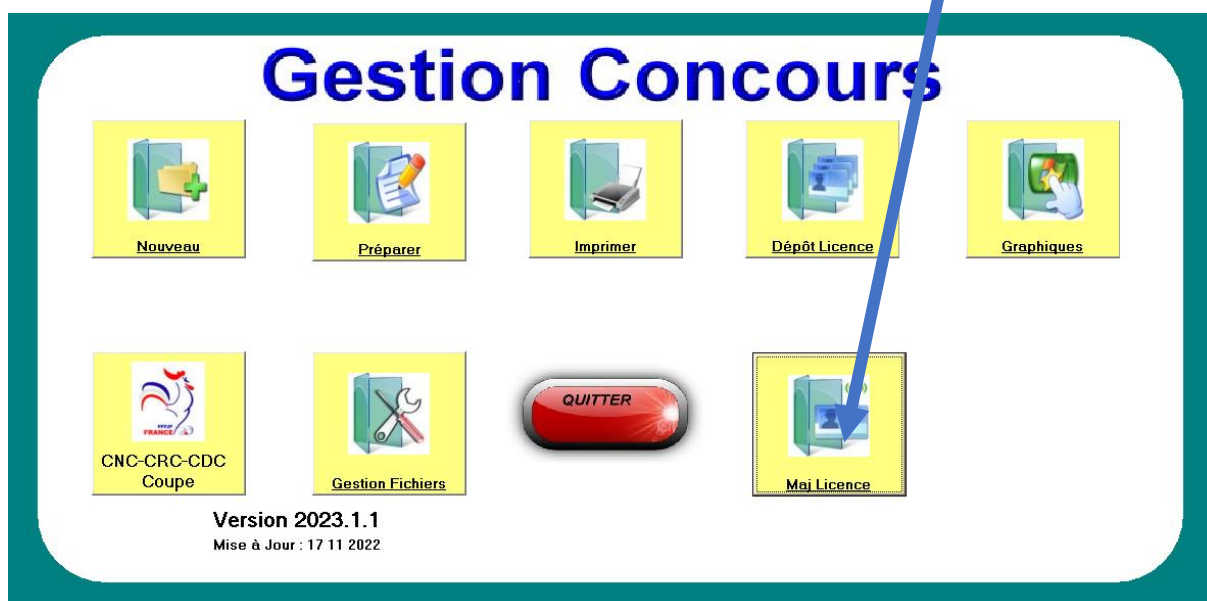 Gestion Concours
Nouveau
Préparer
Imprimer
Dépôt Licence
Graphiques
FFPJP
FRANCE
CNC-CRC-CDC
Coupe
Gestion Fichiers
QUITTER
Maj Licence
Version 2023.1.1
Mise à Jour : 17 11 2022